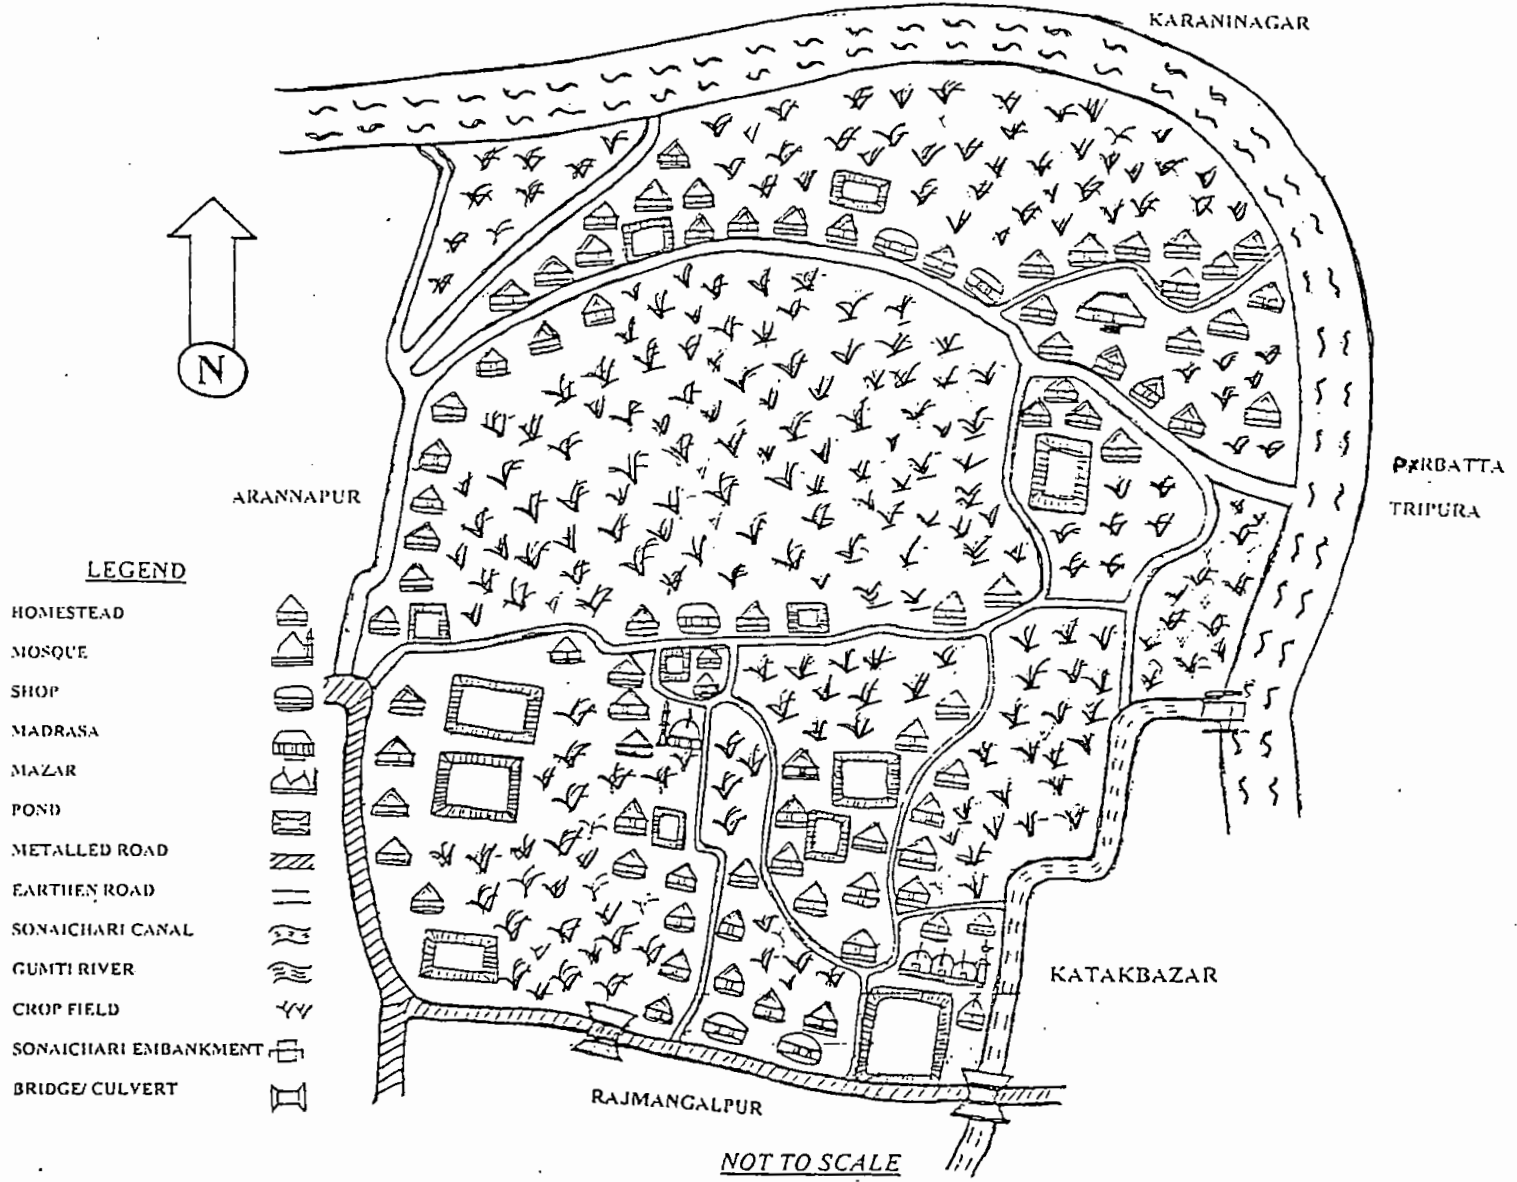 KARANINAGAR
N
PARBATTA
TRIPURA
ARANNAPUR
LEGEND
HOMESTEAD
MOSQUE
SHOP
MADRASA
MAZAR
POND
METALLED ROAD
EARTHEN ROAD
SONAICHARI CANAL
GUMTI RIVER
CROP FIELD
SONAICHARI EMBANKMENT
BRIDGE/ CULVERT
KATAKBAZAR
RAJMANGALPUR
NOT TO SCALE